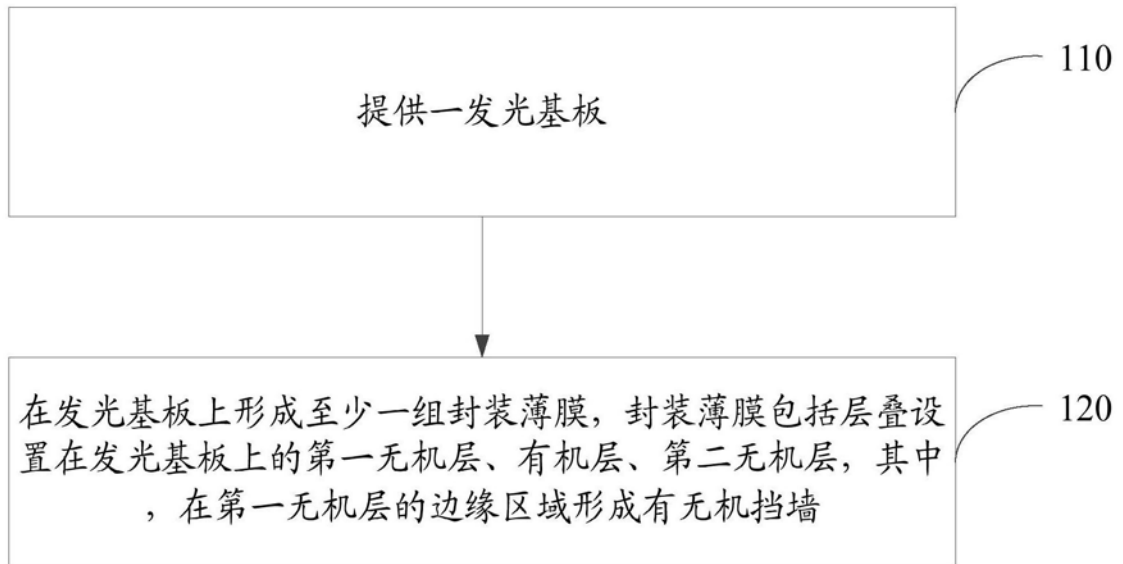 提供一发光基板
110
在发光基板上形成至少一组封装薄膜，封装薄膜包括层叠设
置在发光基板上的第一无机层、有机层、第二无机层，其中
，在第一无机层的边缘区域形成有无机挡墙
120